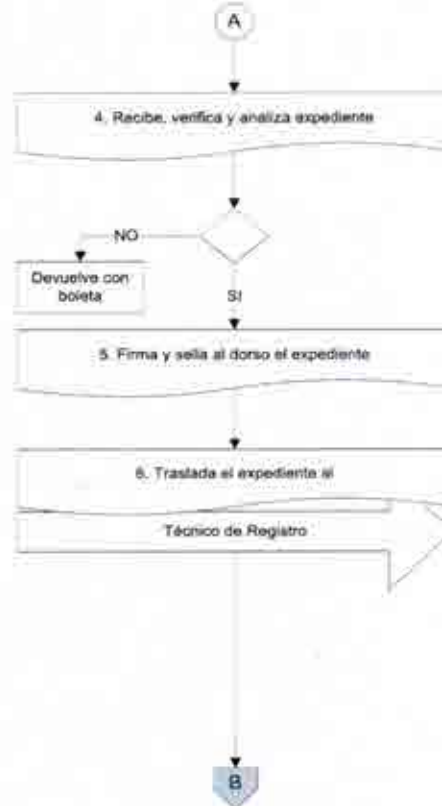 A
4. Recibe, verifica y analiza expediente
NO
Devuelve con
boleta
SI
5. Firma y sella al dorso el expediente
6. Traslada el expediente al
Técnico de Registro
B